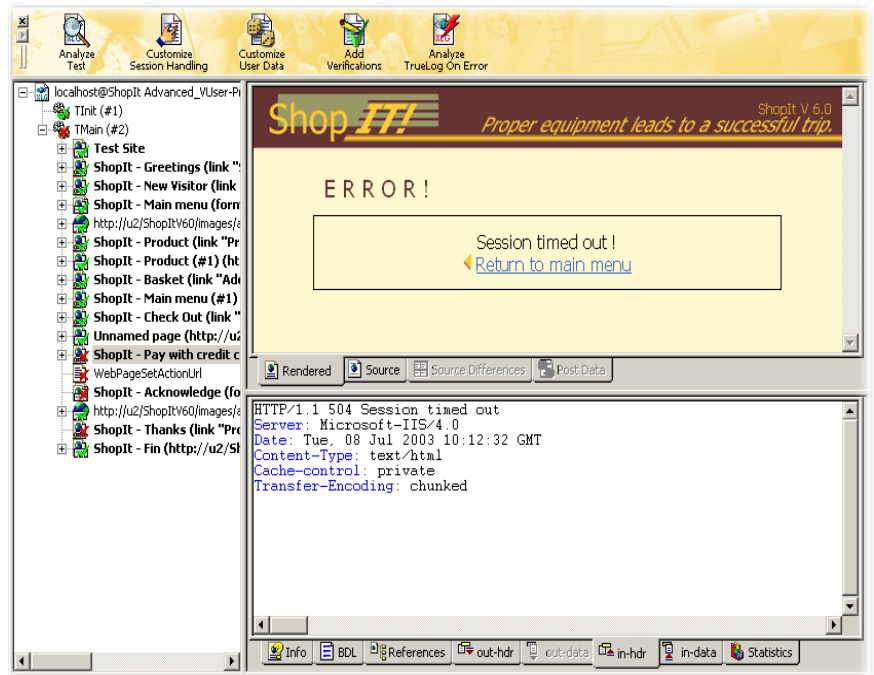 Analyze
Test
Customize
Session Handling
Customize
User Data
Add
Verifications
Analyze
TrueLog On Error
localhost@ShopIt Advanced_VUser-P
TInit (#1)
TMain (#2)
Test Site
ShopIt - Greetings (link "
ShopIt - New Visitor (link
ShopIt - Main menu (form
http://u2/ShopItV60/images/a
ShopIt - Product (link "Pr
ShopIt - Product (#1) (ht
ShopIt - Basket (link "Ad
ShopIt - Main menu (#1)
ShopIt - Check Out (link "
Unnamed page (http://u2
ShopIt - Pay with credit c
WebPageSetActionUrl
ShopIt - Acknowledge (fo
http://u2/ShopItV60/images/a
ShopIt - Thanks (link "Pr
ShopIt - Fin (http://u2/S
Shop IT!
ShopIt V 6.0
Proper equipment leads to a successful trip.
ERROR!
Session timed out !
Return to main menu
Rendered
Source
Source Differences
Post Data
HTTP/1.1 504 Session timed out
Server: Microsoft-IIS/4.0
Date: Tue, 08 Jul 2003 10:12:32 GMT
Content-Type: text/html
Cache-control: private
Transfer-Encoding: chunked
Info
BDL
References
out-hdr
out-data
in-hdr
in-data
Statistics